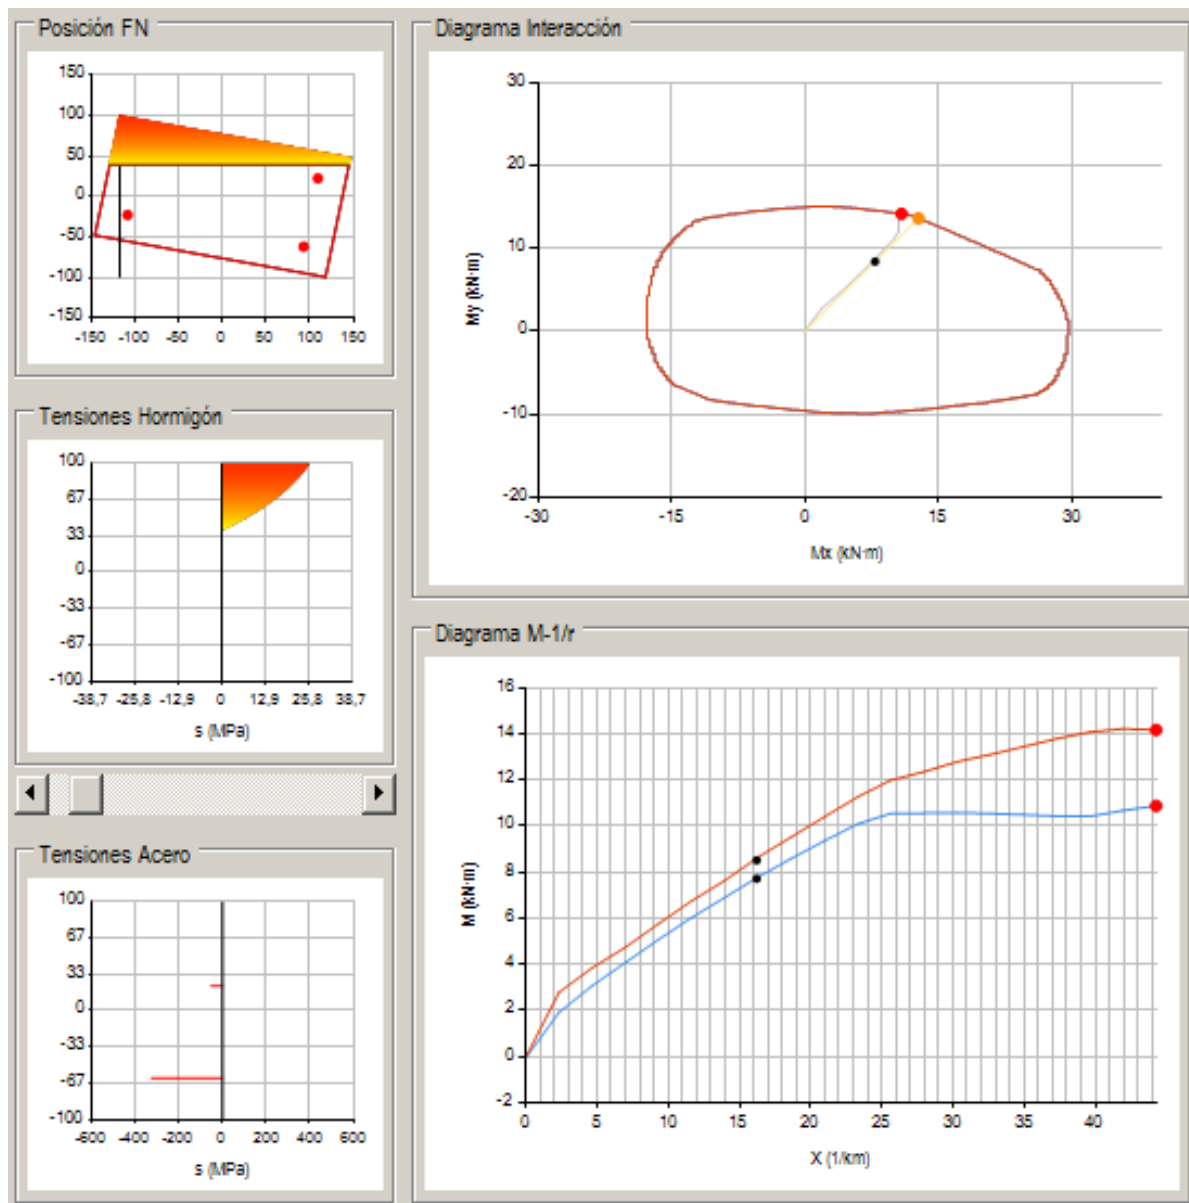 Posición FN
150
100
50
0
-50
-100
-150
-150 -100 -50 0 50 100 150
Tensiones Hormigón
100
67
33
0
-33
-67
-100
-38,7 -25,8 -12,9 0 12,9 25,8 38,7
s (MPa)
Tensiones Acero
100
67
33
0
-33
-67
-100
-600 -400 -200 0 200 400 600
s (MPa)
Diagrama Interacción
My (kN·m)
30
20
10
0
-10
-20
-30 -15 0 15 30
Mx (kN·m)
Diagrama M-1/r
M (kN·m)
16
14
12
10
8
6
4
2
0
-2
0 5 10 15 20 25 30 35 40
X (1/km)